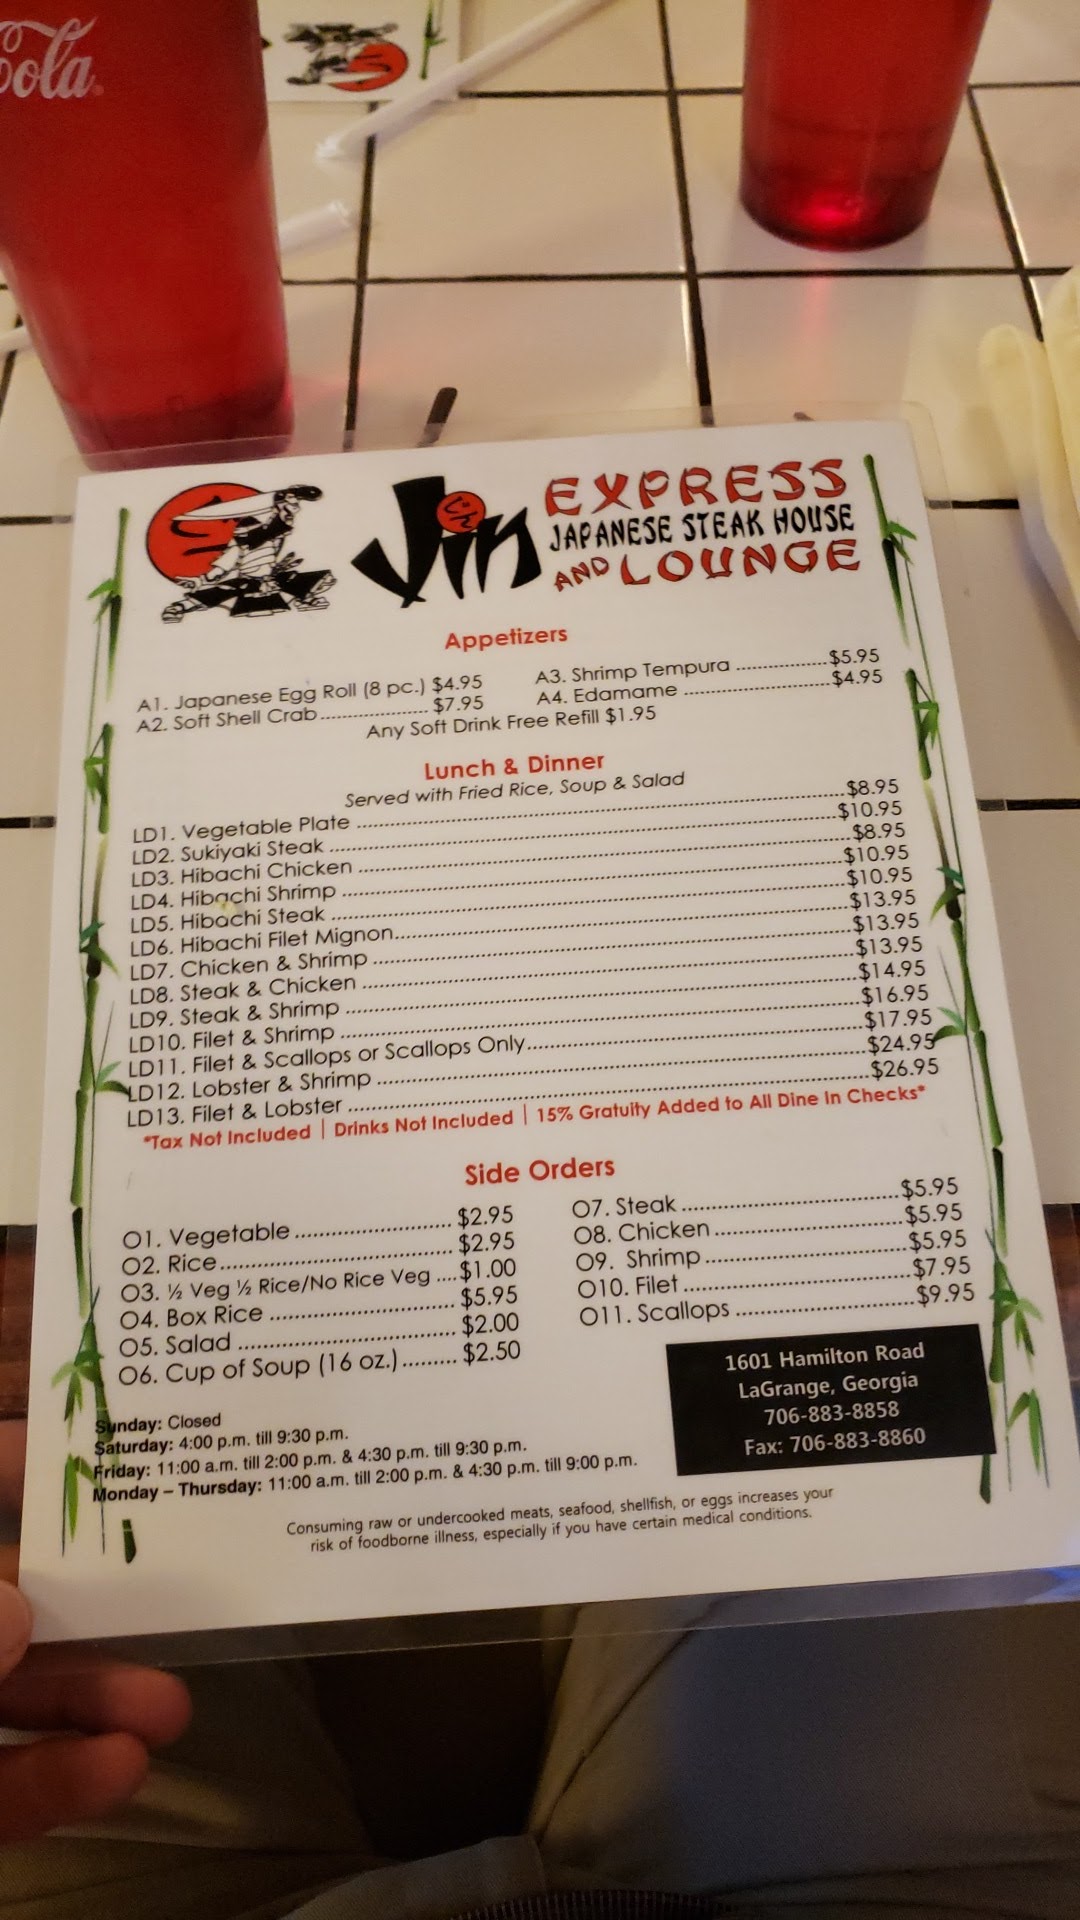 Cola
Jin EXPRESS
じん
JAPANESE STEAK HOUSE
AND LOUNGE
Appetizers
A1. Japanese Egg Roll (8 pc.) $4.95
A2. Soft Shell Crab.................... $7.95
A3. Shrimp Tempura .................$5.95
A4. Edamame ...........................$4.95
Any Soft Drink Free Refill $1.95
Lunch & Dinner
Served with Fried Rice, Soup & Salad
LD1. Vegetable Plate ........$8.95
LD2. Sukiyaki Steak ........$10.95
LD3. Hibachi Chicken ........$8.95
LD4. Hibachi Shrimp ........$10.95
LD5. Hibachi Steak ........$10.95
LD6. Hibachi Filet Mignon........$13.95
LD7. Chicken & Shrimp ........$13.95
LD8. Steak & Chicken ........$13.95
LD9. Steak & Shrimp ........$14.95
LD10. Filet & Shrimp ........$16.95
LD11. Filet & Scallops or Scallops Only........$17.95
LD12. Lobster & Shrimp ........$24.95
LD13. Filet & Lobster ........$26.95
*Tax Not Included | Drinks Not Included | 15% Gratuity Added to All Dine In Checks*
Side Orders
O1. Vegetable ........ $2.95
O2. Rice........ $2.95
O3. ½ Veg ½ Rice/No Rice Veg ....$1.00
O4. Box Rice ........ $5.95
O5. Salad ........ $2.00
O6. Cup of Soup (16 oz.)......... $2.50
O7. Steak ........$5.95
O8. Chicken ........$5.95
O9. Shrimp ........$5.95
O10. Filet ........$7.95
O11. Scallops ........$9.95
1601 Hamilton Road
LaGrange, Georgia
706-883-8858
Fax: 706-883-8860
Sunday: Closed
Saturday: 4:00 p.m. till 9:30 p.m.
Friday: 11:00 a.m. till 2:00 p.m. & 4:30 p.m. till 9:30 p.m.
Monday – Thursday: 11:00 a.m. till 2:00 p.m. & 4:30 p.m. till 9:00 p.m.
Consuming raw or undercooked meats, seafood, shellfish, or eggs increases your
risk of foodborne illness, especially if you have certain medical conditions.